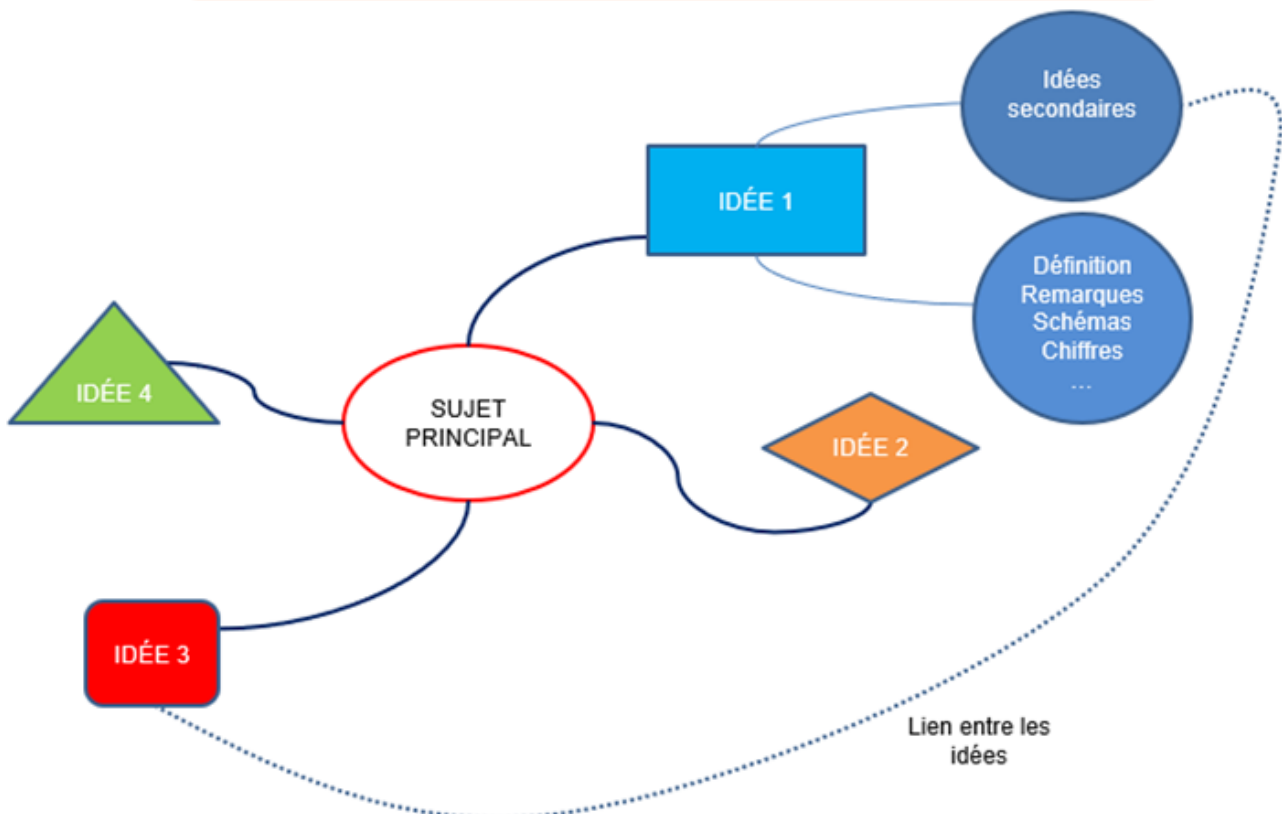 Idées
secondaires
IDÉE 1
Définition
Remarques
Schémas
Chiffres
...
IDÉE 4
SUJET
PRINCIPAL
IDÉE 2
IDÉE 3
Lien entre les
idées